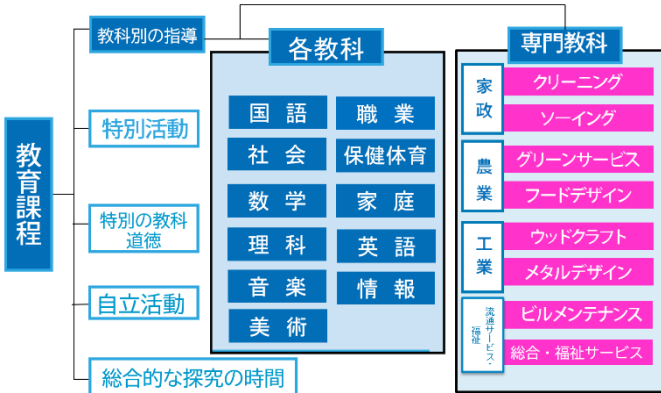 教育課程
教科別の指導
特別活動
特別の教科
道徳
自立活動
総合的な探究の時間
各教科
国語
職業
社会
保健体育
数学
家庭
理科
英語
音楽
情報
美術
専門教科
家政
クリーニング
ソーイング
農業
グリーンサービス
フードデザイン
工業
ウッドクラフト
メタルデザイン
流通サービス・
福祉
ビルメンテナンス
総合・福祉サービス